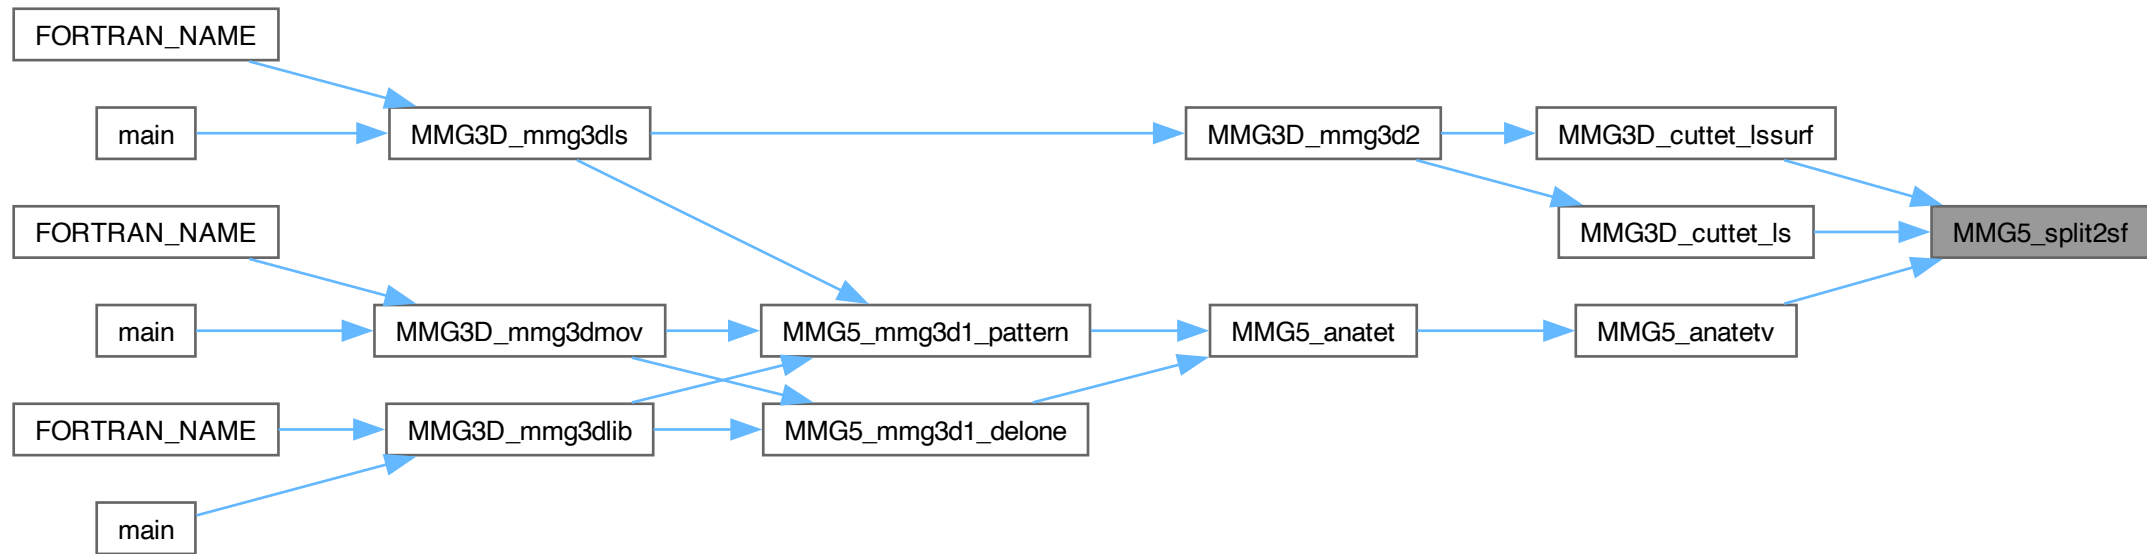 FORTRAN_NAME
main
MMG3D_mmg3dls
MMG3D_mmg3d2
MMG3D_cuttet_lssurf
FORTRAN_NAME
MMG3D_cuttet_ls
MMG5_split2sf
main
MMG3D_mmg3dmov
MMG5_mmg3d1_pattern
MMG5_anatet
MMG5_anatetv
FORTRAN_NAME
MMG3D_mmg3dlib
MMG5_mmg3d1_delone
main